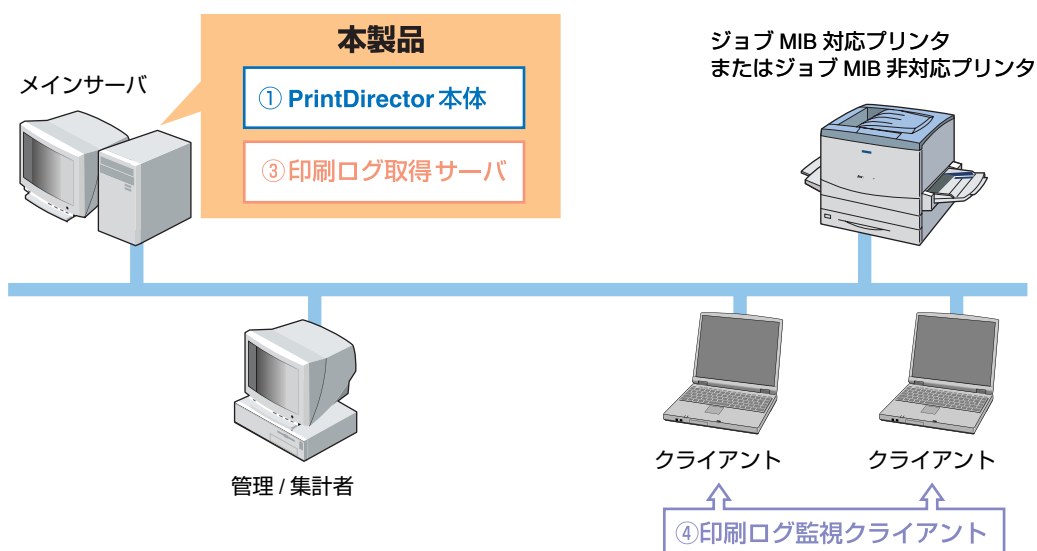 本製品
ジョブ MIB 対応プリンタ
またはジョブ MIB 非対応プリンタ
メインサーバ
① PrintDirector 本体
③印刷ログ取得サーバ
クライアント
クライアント
管理 / 集計者
④印刷ログ監視クライアント